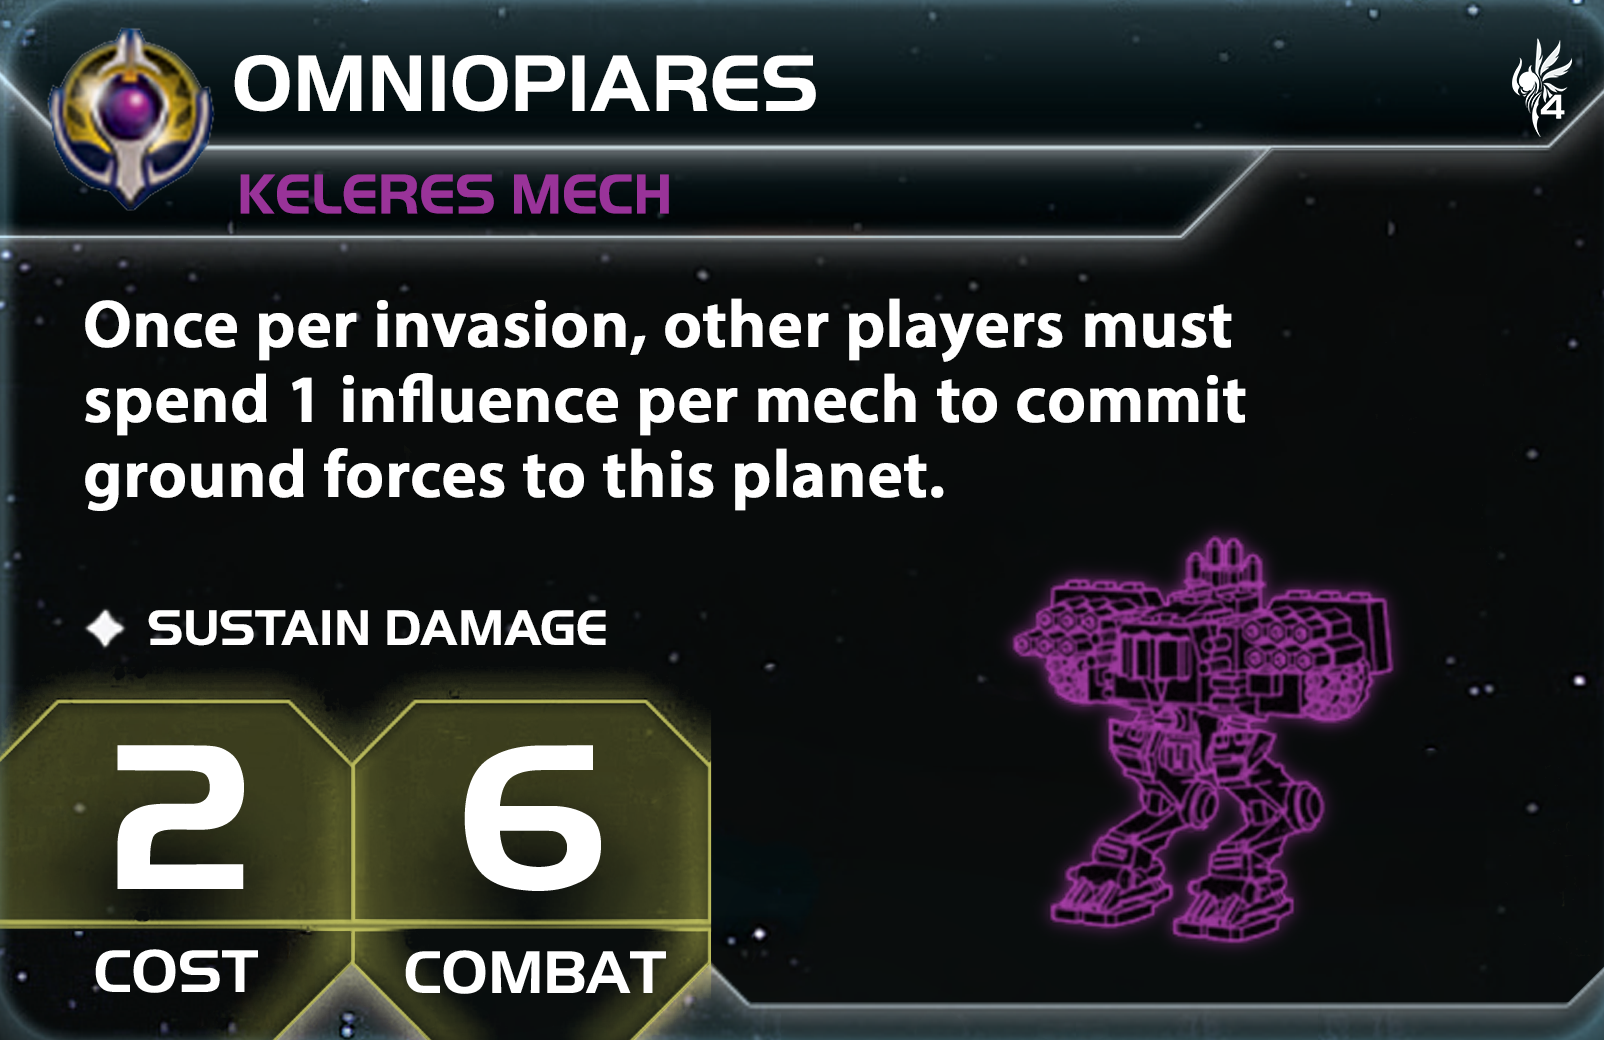 OMNIOPIARES
4
KELERES MECH
Once per invasion, other players must
spend 1 influence per mech to commit
ground forces to this planet.
SUSTAIN DAMAGE
2
6
COST
COMBAT